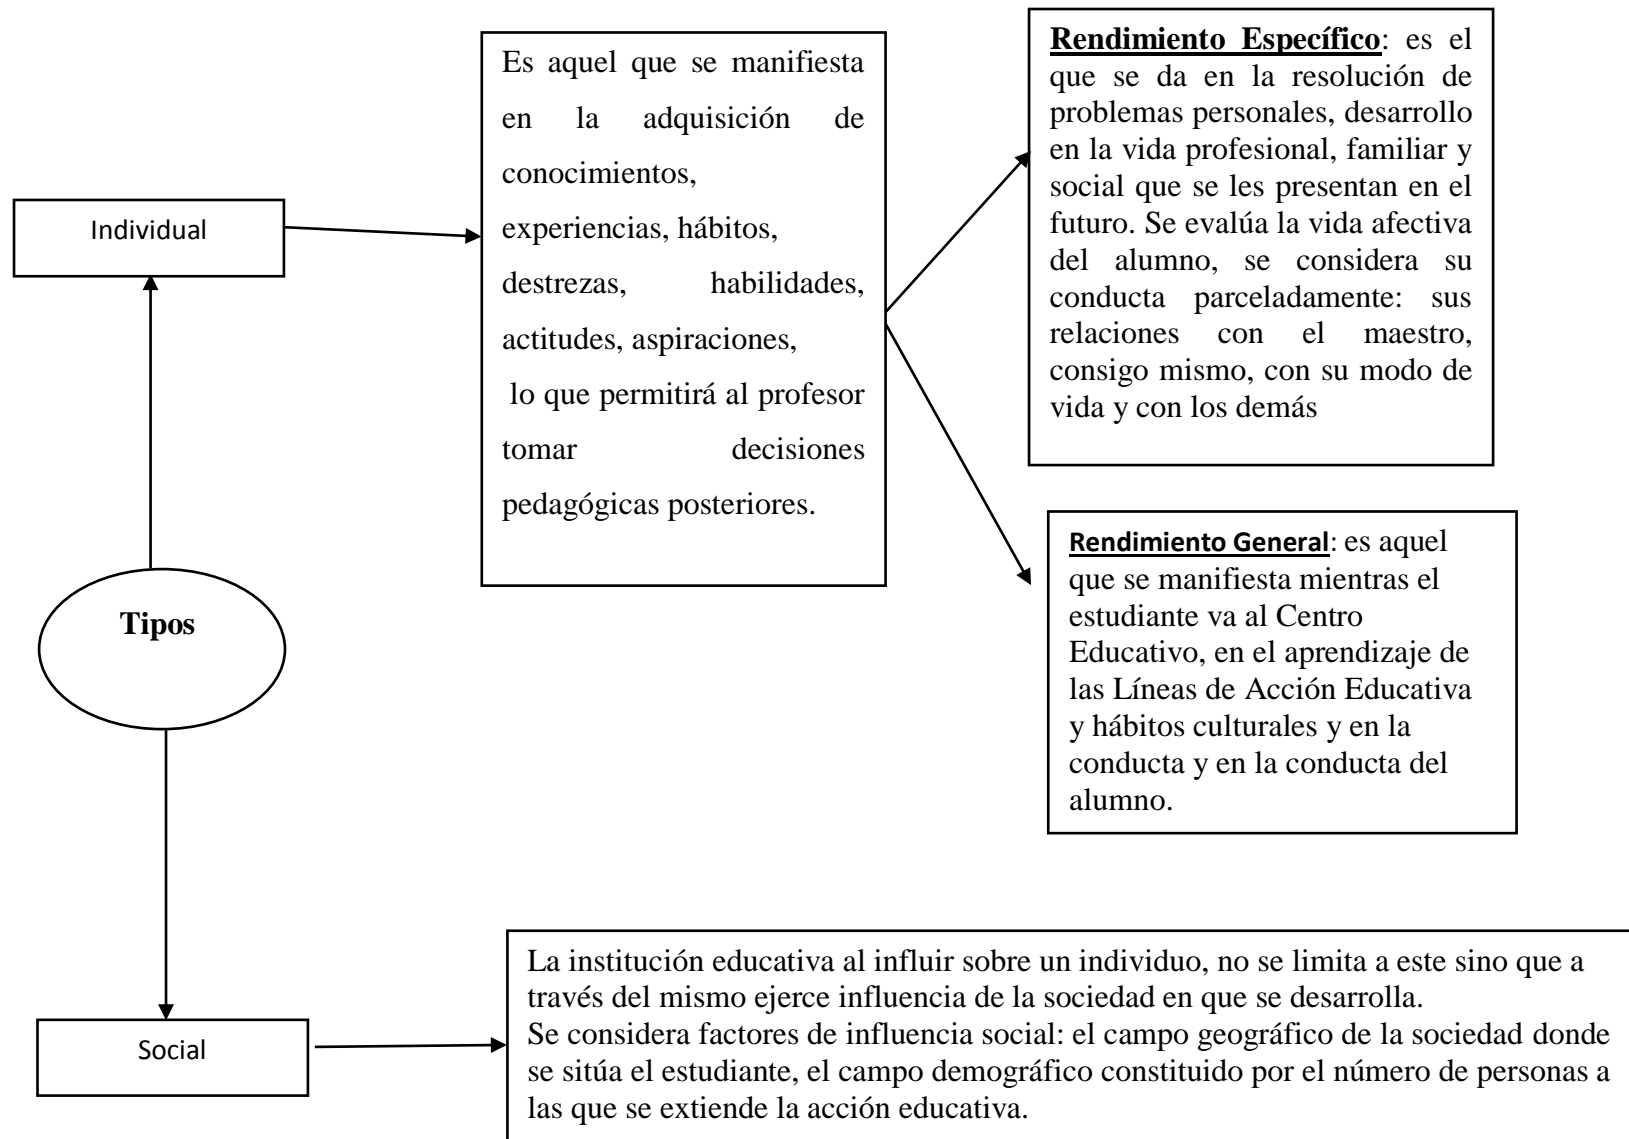 Tipos
Individual
Es aquel que se manifiesta
en la adquisición de
conocimientos,
experiencias, hábitos,
destrezas, habilidades,
actitudes, aspiraciones,
lo que permitirá al profesor
tomar decisiones
pedagógicas posteriores.
Rendimiento Específico: es el
que se da en la resolución de
problemas personales, desarrollo
en la vida profesional, familiar y
social que se les presentan en el
futuro. Se evalúa la vida afectiva
del alumno, se considera su
conducta parceladamente: sus
relaciones con el maestro,
consigo mismo, con su modo de
vida y con los demás
Rendimiento General: es aquel
que se manifiesta mientras el
estudiante va al Centro
Educativo, en el aprendizaje de
las Líneas de Acción Educativa
y hábitos culturales y en la
conducta y en la conducta del
alumno.
Social
La institución educativa al influir sobre un individuo, no se limita a este sino que a
través del mismo ejerce influencia de la sociedad en que se desarrolla.
Se considera factores de influencia social: el campo geográfico de la sociedad donde
se sitúa el estudiante, el campo demográfico constituido por el número de personas a
las que se extiende la acción educativa.